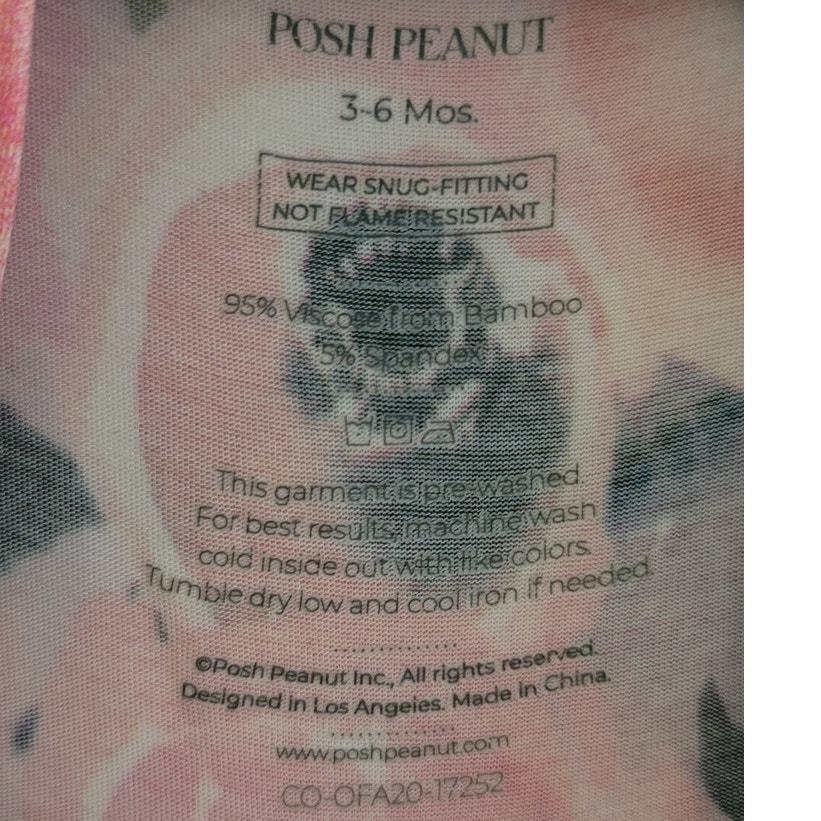 POSH PEANUT
3-6 Mos.
WEAR SNUG-FITTING
NOT FLAME RESISTANT
95% Viscose from Bamboo
5% Spandex
This garment is pre-washed.
For best results, machine wash
cold inside out with like colors.
Tumble dry low and cool iron if needed.
©Posh Peanut Inc., All rights reserved.
Designed in Los Angeles. Made in China.
www.poshpeanut.com
CO-OFA20-17252